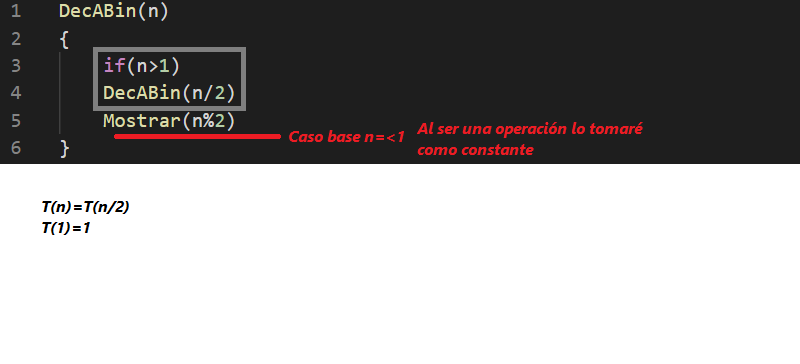 1 DecABin(n)
2 {
3 if(n>1)
4 DecABin(n/2)
5 Mostrar(n%2)
Caso base n=<1
Al ser una operación lo tomaré
como constante
6 }
T(n)=T(n/2)
T(1)=1